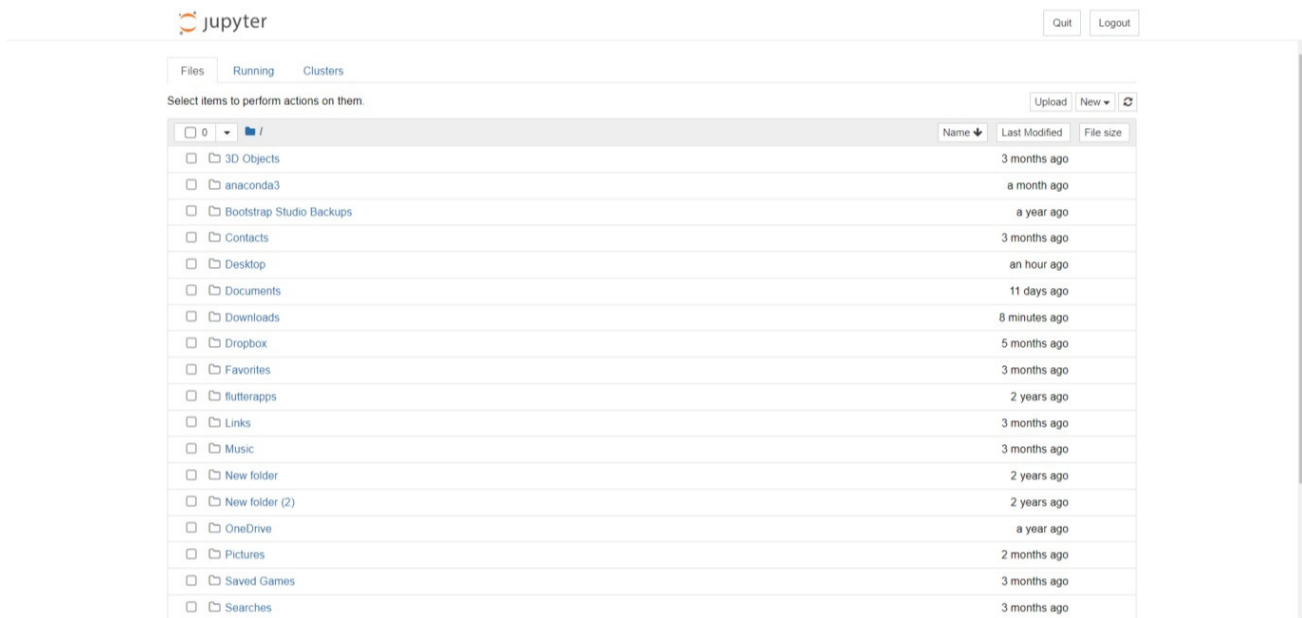 jupyter
Quit Logout
Files Running Clusters
Select items to perform actions on them.
Upload New
0 / Name Last Modified File size
3D Objects 3 months ago
anaconda3 a month ago
Bootstrap Studio Backups a year ago
Contacts 3 months ago
Desktop an hour ago
Documents 11 days ago
Downloads 8 minutes ago
Dropbox 5 months ago
Favorites 3 months ago
flutterapps 2 years ago
Links 3 months ago
Music 3 months ago
New folder 2 years ago
New folder (2) 2 years ago
OneDrive a year ago
Pictures 2 months ago
Saved Games 3 months ago
Searches 3 months ago